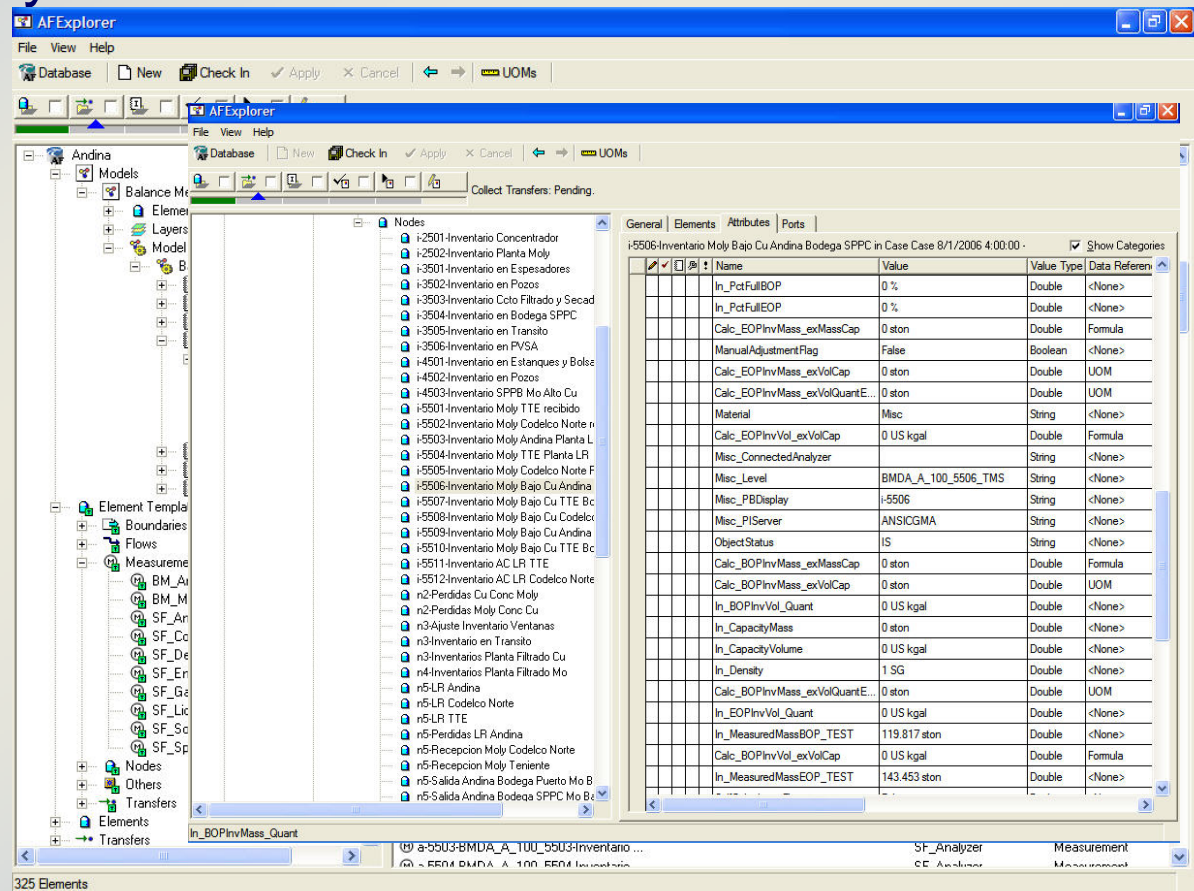 AFExplorer
File View Help
Database New Check In Apply Cancel UOMs
Andina
Models
Balance Me
Elemen
Layers
Model
B
Element Templa
Boundaries
Flows
Measureme
BM_Ar
BM_M
SF_An
SF_Co
SF_De
SF_En
SF_Ga
SF_Lic
SF_So
SF_Sp
Nodes
Others
Transfers
Elements
Transfers
AFExplorer
File View Help
Database New Check In Apply Cancel UOMs
Collect Transfers: Pending.
Nodes
i-2501-Inventario Concentrador
i-2502-Inventario Planta Moly
i-3501-Inventario en Espesadores
i-3502-Inventario en Pozos
i-3503-Inventario Ccto Filtrado y Secad
i-3504-Inventario en Bodega SPPC
i-3505-Inventario en Transito
i-3506-Inventario en PVSA
i-4501-Inventario en Estanques y Bolsa
i-4502-Inventario en Pozos
i-4503-Inventario SPPB Mo Alto Cu
i-5501-Inventario Moly TTE recibido
i-5502-Inventario Moly Codelco Norte r
i-5503-Inventario Moly Andina Planta L
i-5504-Inventario Moly TTE Planta LR
i-5505-Inventario Moly Codelco Norte P
i-5506-Inventario Moly Bajo Cu Andina
i-5507-Inventario Moly Bajo Cu TTE Bo
i-5508-Inventario Moly Bajo Cu Codelco
i-5509-Inventario Moly Bajo Cu Andina
i-5510-Inventario Moly Bajo Cu TTE Bo
i-5511-Inventario AC LR TTE
i-5512-Inventario AC LR Codelco Norte
n2-Perdidas Cu Conc Moly
n2-Perdidas Moly Conc Cu
n3-Ajuste Inventario Ventanas
n3-Inventario en Transito
n3-Inventarios Planta Filtrado Cu
n4-Inventarios Planta Filtrado Mo
n5-LR Andina
n5-LR Codelco Norte
n5-LR TTE
n5-Perdidas LR Andina
n5-Recepcion Moly Codelco Norte
n5-Recepcion Moly Teniente
n5-Salida Andina Bodega Puerto Mo B
n5-Salida Andina Bodega SPPC Mo Ba
General Elements Attributes Ports
i-5506-Inventario Moly Bajo Cu Andina Bodega SPPC in Case Case 8/1/2006 4:00:00 - Show Categories
! Name Value Value Type Data Referen
In_PctFullBOP 0 % Double <None>
In_PctFullEOP 0 % Double <None>
Calc_EOPInvMass_exMassCap 0 ston Double Formula
ManualAdjustmentFlag False Boolean <None>
Calc_EOPInvMass_exVolCap 0 ston Double UOM
Calc_EOPInvMass_exVolQuantE... 0 ston Double UOM
Material Misc String <None>
Calc_EOPInvVol_exVolCap 0 US kgal Double Formula
Misc_ConnectedAnalyzer String <None>
Misc_Level BMDA_A_100_5506_TMS String <None>
Misc_PBDisplay i-5506 String <None>
Misc_PIServer ANSICGMA String <None>
ObjectStatus IS String <None>
Calc_BOPInvMass_exMassCap 0 ston Double Formula
Calc_BOPInvMass_exVolCap 0 ston Double UOM
In_BOPInvVol_Quant 0 US kgal Double <None>
In_CapacityMass 0 ston Double <None>
In_CapacityVolume 0 US kgal Double <None>
In_Density 1 SG Double <None>
Calc_BOPInvMass_exVolQuantE... 0 ston Double UOM
In_EOPInvVol_Quant 0 US kgal Double <None>
In_MeasuredMassBOP_TEST 119.817 ston Double <None>
Calc_BOPInvVol_exVolCap 0 US kgal Double Formula
In_MeasuredMassEOP_TEST 143.453 ston Double <None>
In_BOPInvMass_Quant
a-5503-BMDA_A_100_5503-Inventario ... SF_Analyzer Measurement
325 Elements